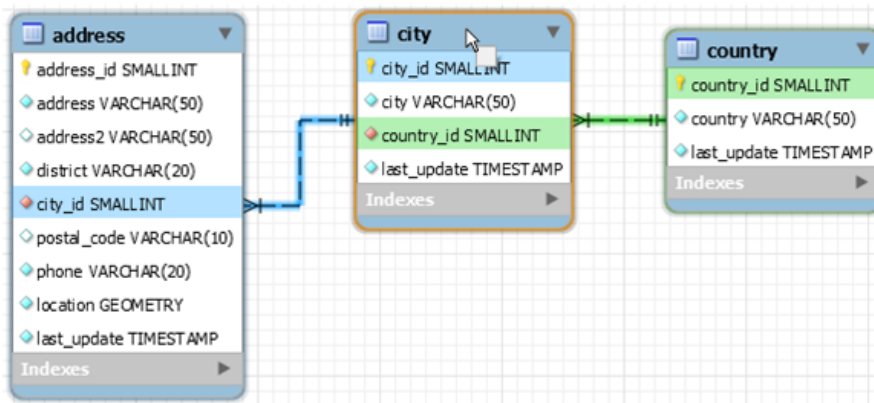 address
address_id SMALLINT
address VARCHAR(50)
address2 VARCHAR(50)
district VARCHAR(20)
city_id SMALLINT
postal_code VARCHAR(10)
phone VARCHAR(20)
location GEOMETRY
last_update TIMESTAMP
Indexes
city
city_id SMALLINT
city VARCHAR(50)
country_id SMALLINT
last_update TIMESTAMP
Indexes
country
country_id SMALLINT
country VARCHAR(50)
last_update TIMESTAMP
Indexes